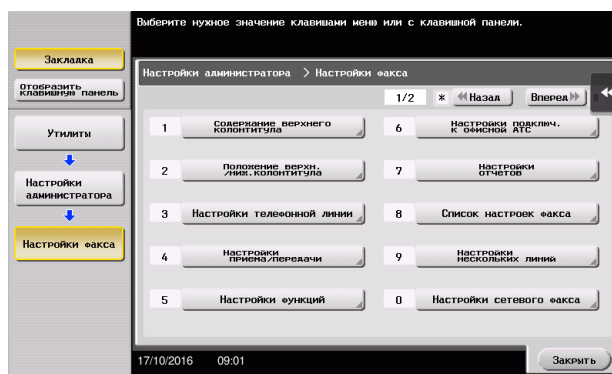 Выберите нужное значение клавишами меню или с клавишной панели.
Закладка
Отобразить
клавишную панель
Утилиты
Настройки
администратора
Настройки факса
Настройки администратора > Настройки факса
1/2 * Назад Вперед
1 Содержание верхнего
колонтитула
2 Положение верхн.
/ниж.колонтитула
3 Настройки телефонной линии
4 Настройки
приема/передачи
5 Настройки функций
6 Настройки подключ.
к офисной АТС
7 Настройки
отчетов
8 Список настроек факса
9 Настройки
нескольких линий
0 Настройки сетевого факса
17/10/2016 09:01
Закрыть